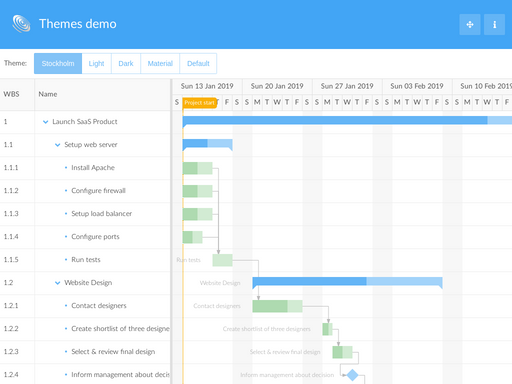 Themes demo
Theme: Stockholm Light Dark Material Default
WBS Name
Sun 13 Jan 2019 Sun 20 Jan 2019 Sun 27 Jan 2019 Sun 03 Feb 2019 Sun 10 Feb 2019
S Project start F S S M T W T F S S M T W T F S S M T W T F S S M T W T F
1 Launch SaaS Product
1.1 Setup web server
1.1.1 Install Apache
1.1.2 Configure firewall
1.1.3 Setup load balancer
1.1.4 Configure ports
1.1.5 Run tests Run tests
1.2 Website Design Website Design
1.2.1 Contact designers Contact designers
1.2.2 Create shortlist of three designe Create shortlist of three designers
1.2.3 Select & review final design Select & review final design
1.2.4 Inform management about decis Inform management about decision